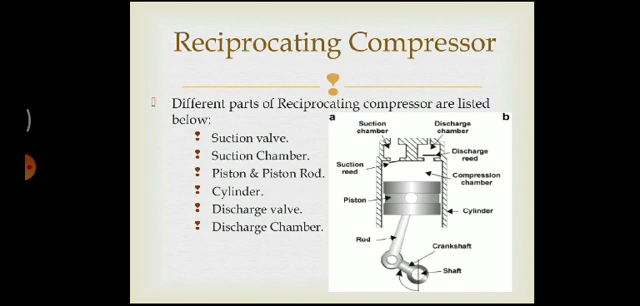 Reciprocating Compressor
Different parts of Reciprocating compressor are listed
below:
Suction valve.
Suction Chamber.
Piston & Piston Rod.
Cylinder.
Discharge valve.
Discharge Chamber.
a
b
Suction
chamber
Discharge
chamber
Discharge
reed
Suction
reed
Compression
chamber
Piston
Cylinder
Rod
Crankshaft
Shaft